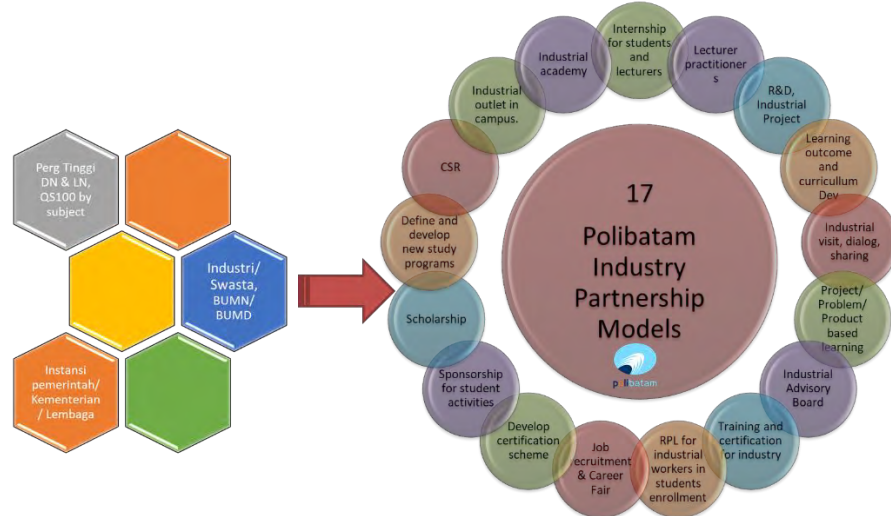 Perg Tinggi
DN & LN,
QS100 by
subject
Industri/
Swasta,
BUMN/
BUMD
Instansi
pemerintah/
Kementerian
/ Lembaga
17
Polibatam
Industry
Partnership
Models
polibatam
Internship
for students
and
lecturers
Lecturer
practitioner
s
R&D,
Industrial
Project
Learning
outcome
and
curricullum
Dev
Industrial
visit, dialog,
sharing
Project/
Problem/
Product
based
learning
Industrial
Advisory
Board
Training and
certification
for industry
RPL for
industrial
workers in
students
enrollment
Job
recruitment
& Career
Fair
Develop
certification
scheme
Sponsorship
for student
activities
Scholarship
Define and
develop
new study
programs
CSR
Industrial
outlet in
campus.
Industrial
academy